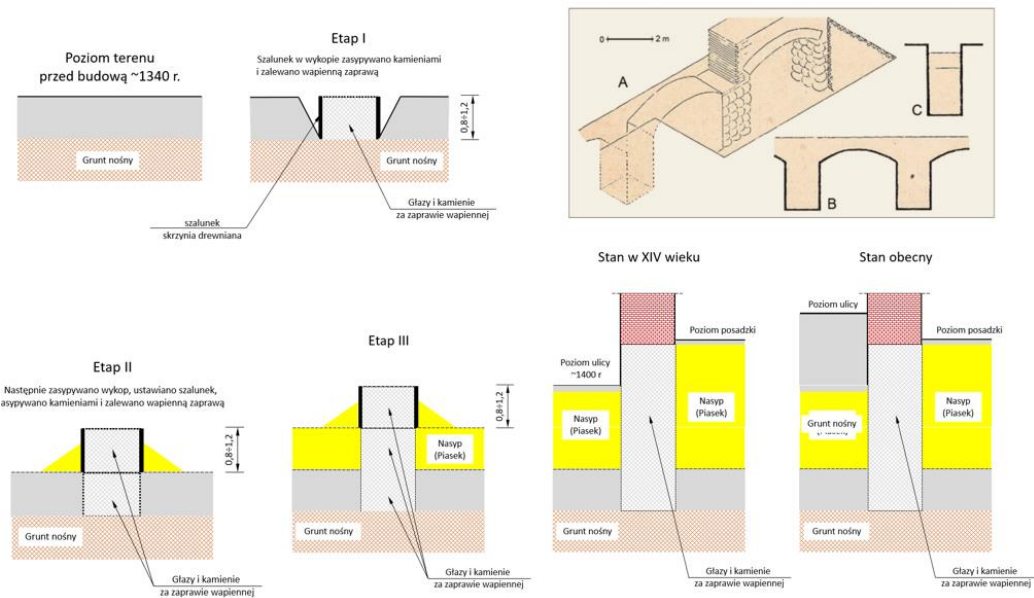 Poziom terenu
przed budową ~1340 r.
Grunt nośny
Etap I
Szalunek w wykopie zasypywano kamieniami
i zalewano wapienną zaprawą
0,8÷1,2
Grunt nośny
szalunek
skrzynia drewniana
Głazy i kamienie
za zaprawie wapiennej
0 2 m
A
C
B
Etap II
Następnie zasypywano wykop, ustawiano szalunek,
asypywano kamieniami i zalewano wapienną zaprawą
0,8÷1,2
Grunt nośny
Głazy i kamienie
za zaprawie wapiennej
Etap III
0,8÷1,2
Nasyp
(Piasek)
Grunt nośny
Głazy i kamienie
za zaprawie wapiennej
Stan w XIV wieku
Poziom posadzki
Poziom ulicy
~1400 r
Nasyp
(Piasek)
Nasyp
(Piasek)
Grunt nośny
Głazy i kamienie
za zaprawie wapiennej
Stan obecny
Poziom ulicy
Poziom posadzki
Grunt nośny
Nasyp
(Piasek)
Grunt nośny
Głazy i kamienie
za zaprawie wapiennej